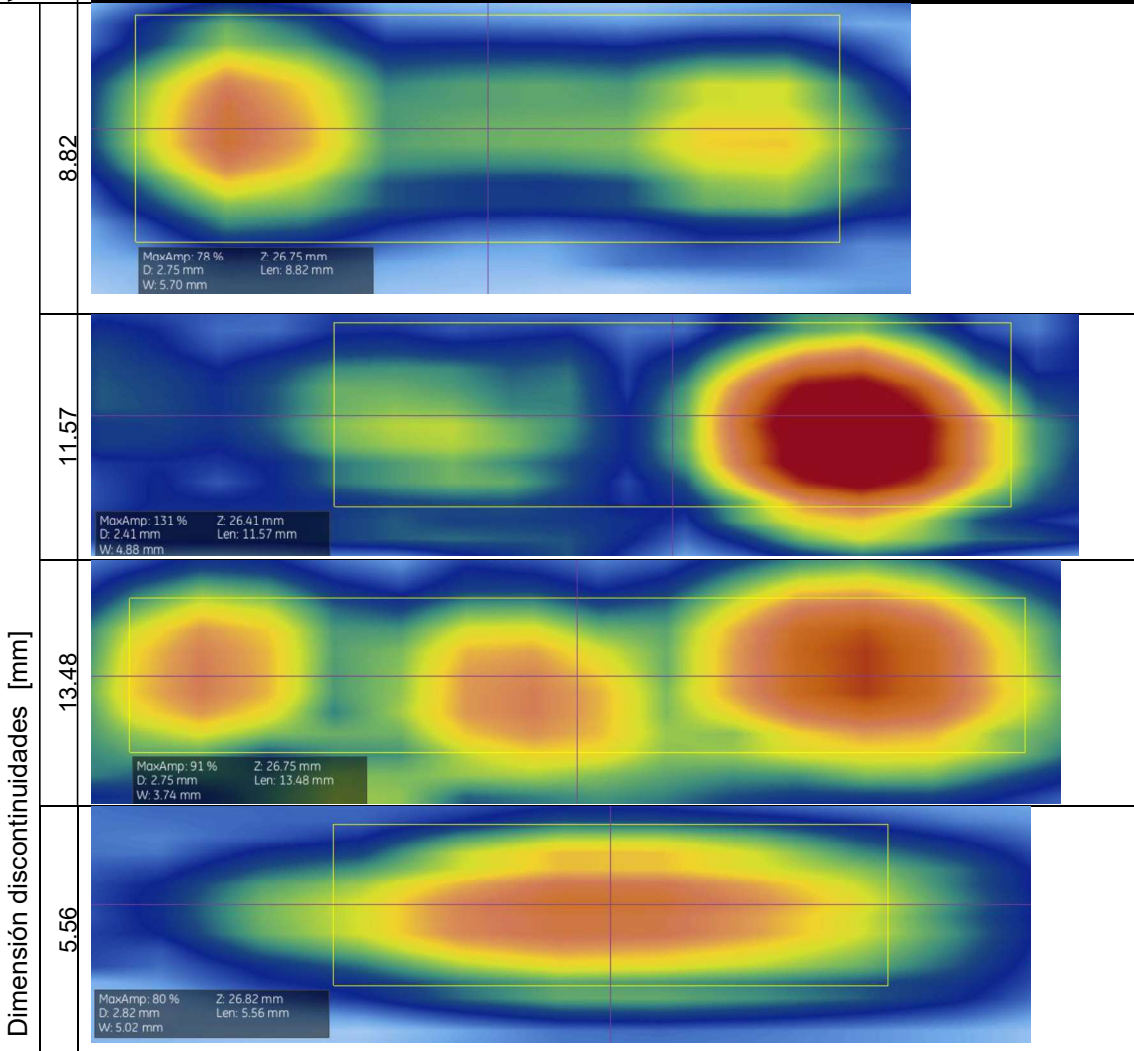 Dimensión discontinuidades [mm]
8.82
MaxAmp: 78 % Z: 26.75 mm
D: 2.75 mm Len: 8.82 mm
W: 5.70 mm
11.57
MaxAmp: 131 % Z: 26.41 mm
D: 2.41 mm Len: 11.57 mm
W: 4.88 mm
13.48
MaxAmp: 91 % Z: 26.75 mm
D: 2.75 mm Len: 13.48 mm
W: 3.74 mm
5.56
MaxAmp: 80 % Z: 26.82 mm
D: 2.82 mm Len: 5.56 mm
W: 5.02 mm